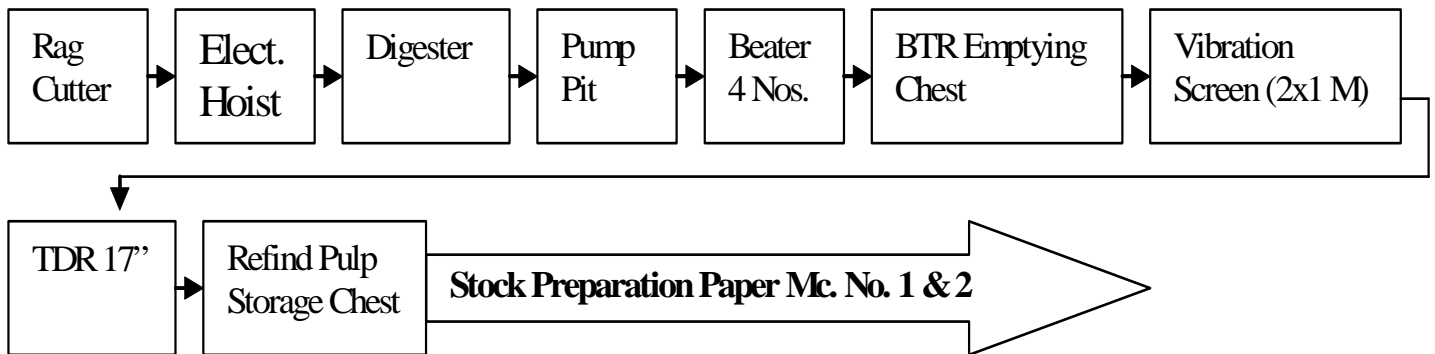 Rag
Cutter
Elect.
Hoist
Digester
Pump
Pit
Beater
4 Nos.
BTR Emptying
Chest
Vibration
Screen (2x1 M)
TDR 17”
Refind Pulp
Storage Chest
Stock Preparation Paper Mc. No. 1 & 2